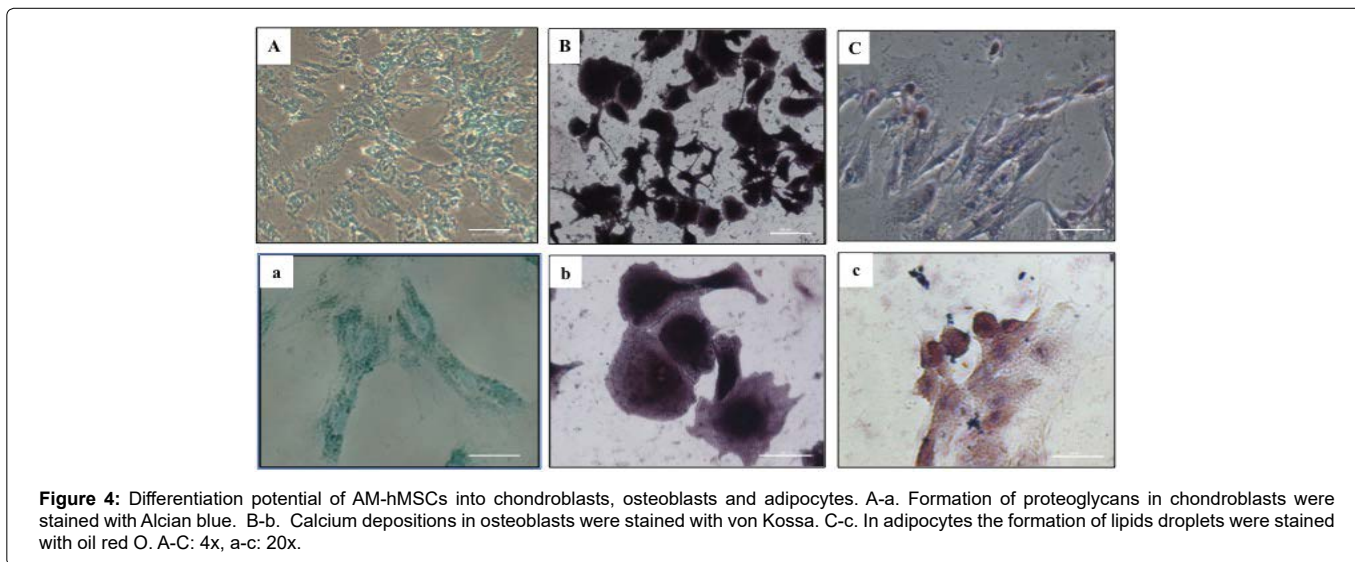 A
B
C
a
b
c
Figure 4: Differentiation potential of AM-hMSCs into chondroblasts, osteoblasts and adipocytes. A-a. Formation of proteoglycans in chondroblasts were
stained with Alcian blue. B-b. Calcium depositions in osteoblasts were stained with von Kossa. C-c. In adipocytes the formation of lipids droplets were stained
with oil red O. A-C: 4x, a-c: 20x.